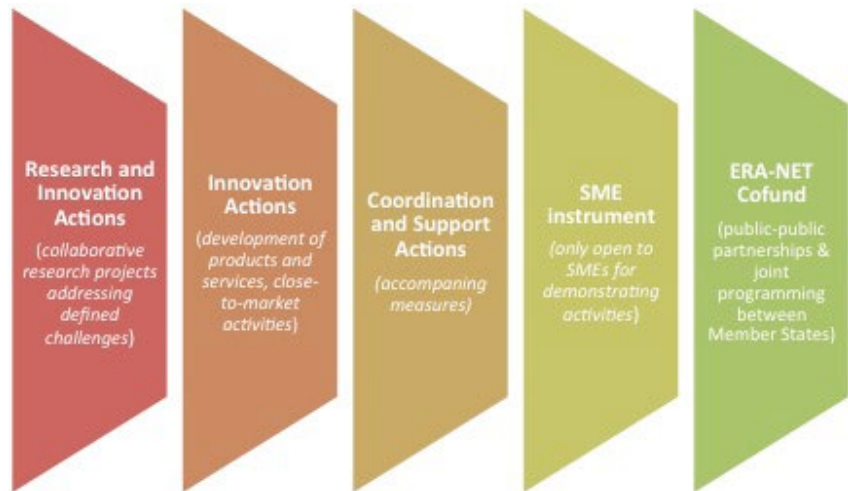 Research and
Innovation
Actions
(collaborative
research projects
addressing
defined
challenges)
Innovation
Actions
(development of
products and
services, close-
to-market
activities)
Coordination
and Support
Actions
(accompaning
measures)
SME
instrument
(only open to
SMEs for
demonstrating
activities)
ERA-NET
Cofund
(public-public
partnerships &
joint
programming
between
Member States)